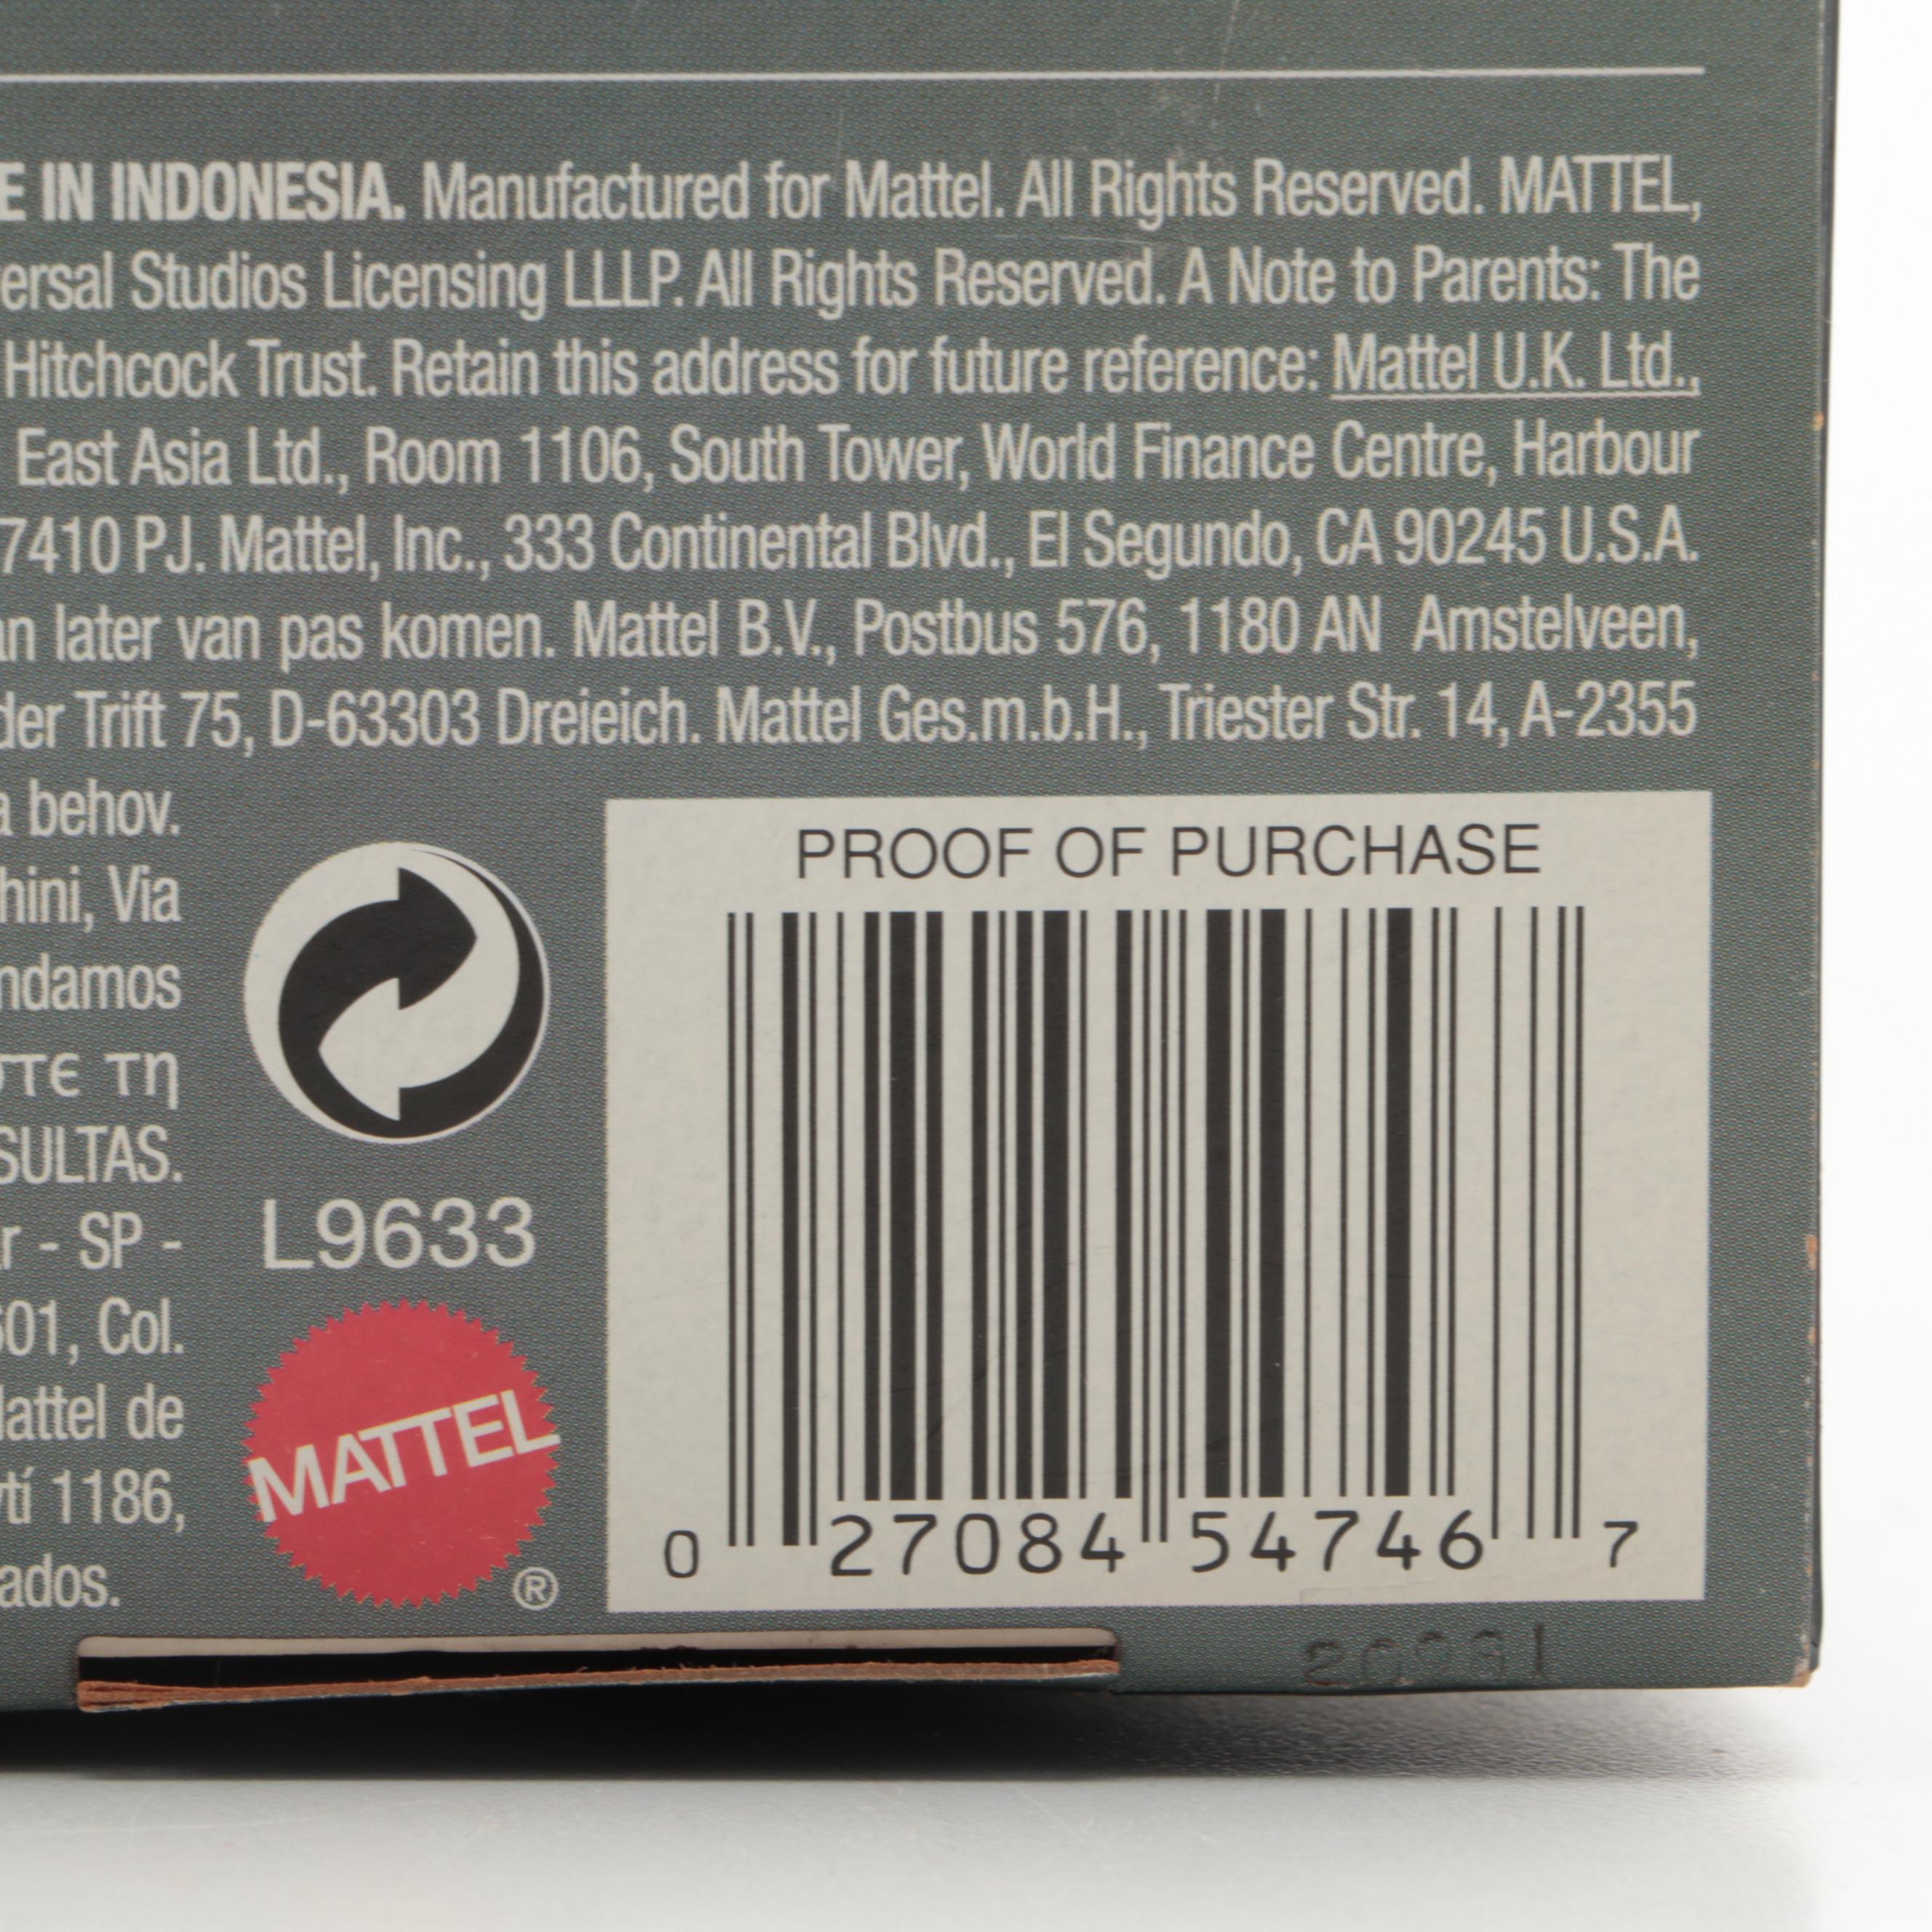 E IN INDONESIA. Manufactured for Mattel. All Rights Reserved. MATTEL,
ersal Studios Licensing LLLP. All Rights Reserved. A Note to Parents: The
Hitchcock Trust. Retain this address for future reference: Mattel U.K. Ltd.,
East Asia Ltd., Room 1106, South Tower, World Finance Centre, Harbour
7410 PJ. Mattel, Inc., 333 Continental Blvd., El Segundo, CA 90245 U.S.A.
an later van pas komen. Mattel B.V., Postbus 576, 1180 AN Amstelveen,
der Trift 75, D-63303 Dreieich. Mattel Ges.m.b.H., Triester Str. 14, A-2355
a behov.
hini, Via
ndamos
στε τη
SULTAS.
r - SP -
601, Col.
Mattel de
tí 1186,
ados.
L9633
MATTEL
®
PROOF OF PURCHASE
0 27084 54746 7